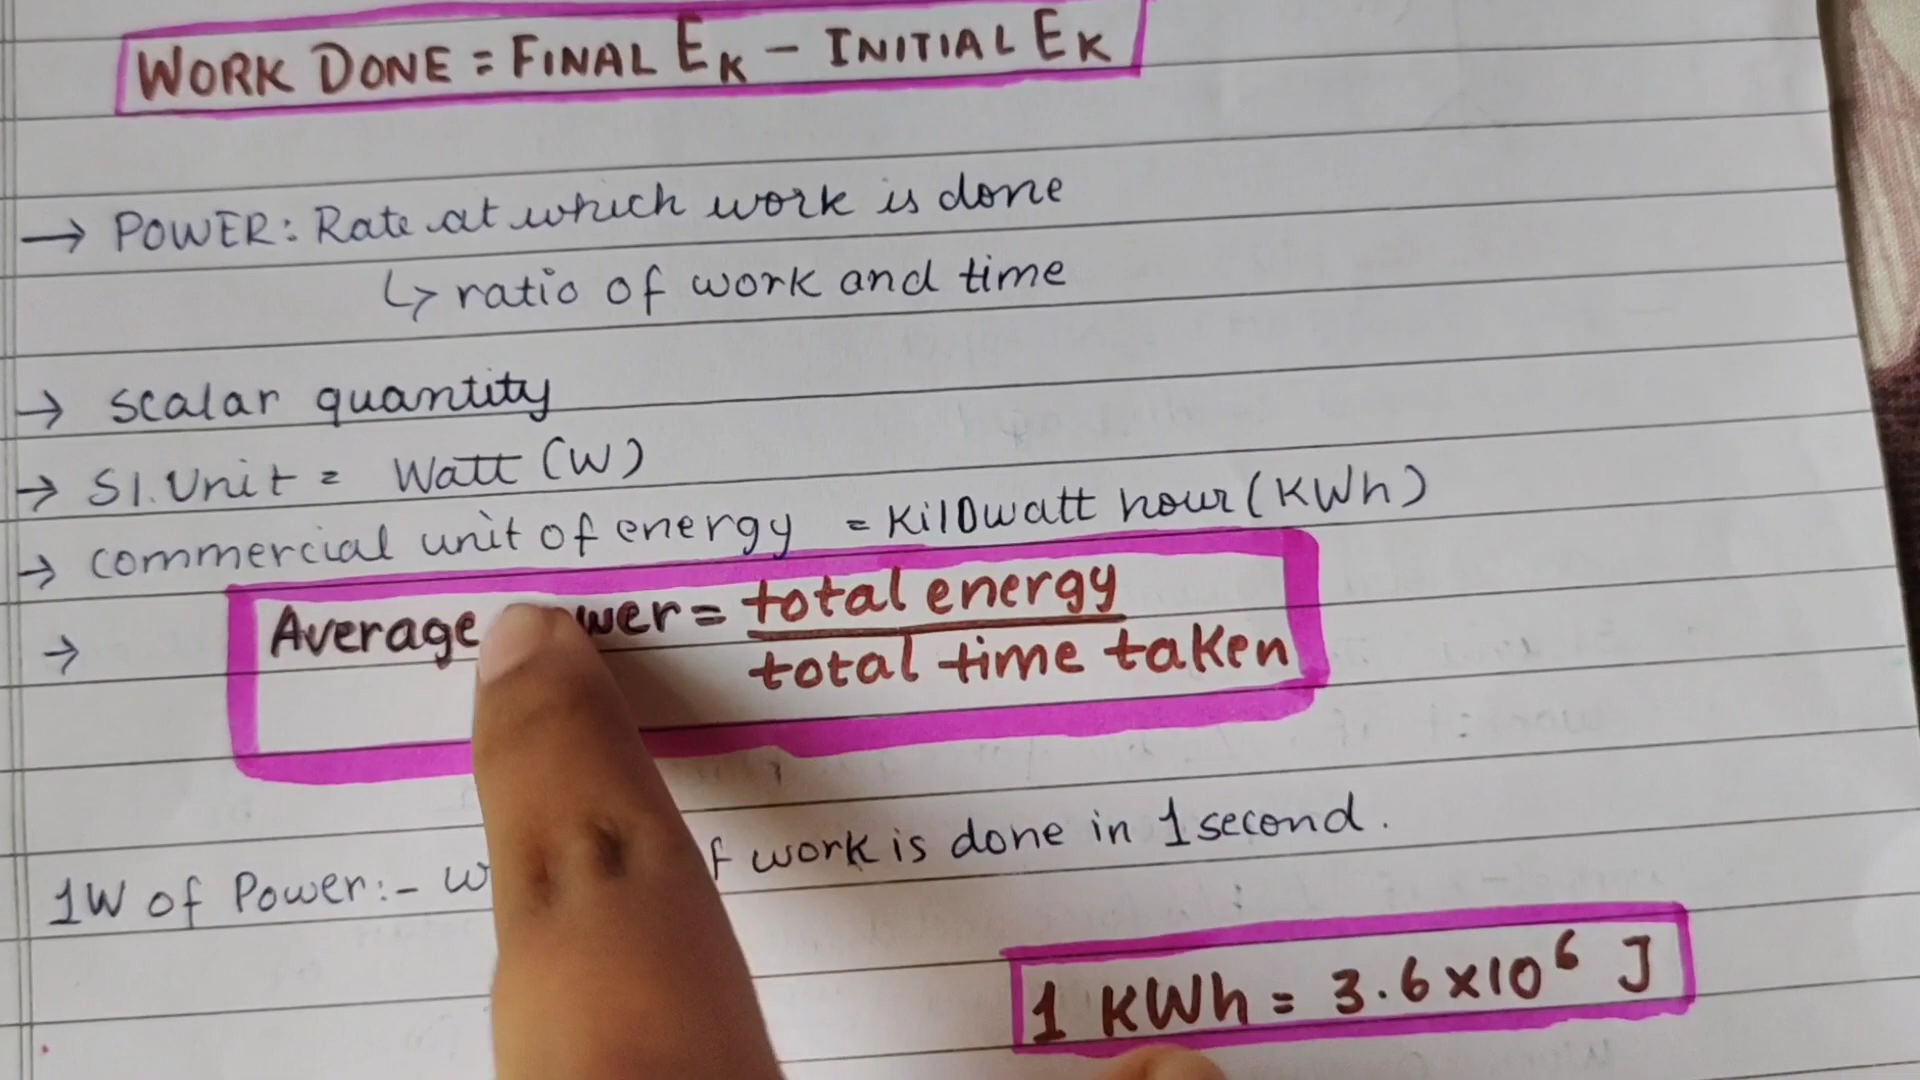 WORK DONE = FINAL EK - INITIAL EK
→ POWER: Rate at which work is done
↳ ratio of work and time
→ scalar quantity
→ SI.Unit = Watt (W)
→ commercial unit of energy = Kilowatt hour (KWh)
→ Average = total energy
total time taken
1W of Power:- work is done in 1 second.
1 KWh = 3.6x10⁶ J